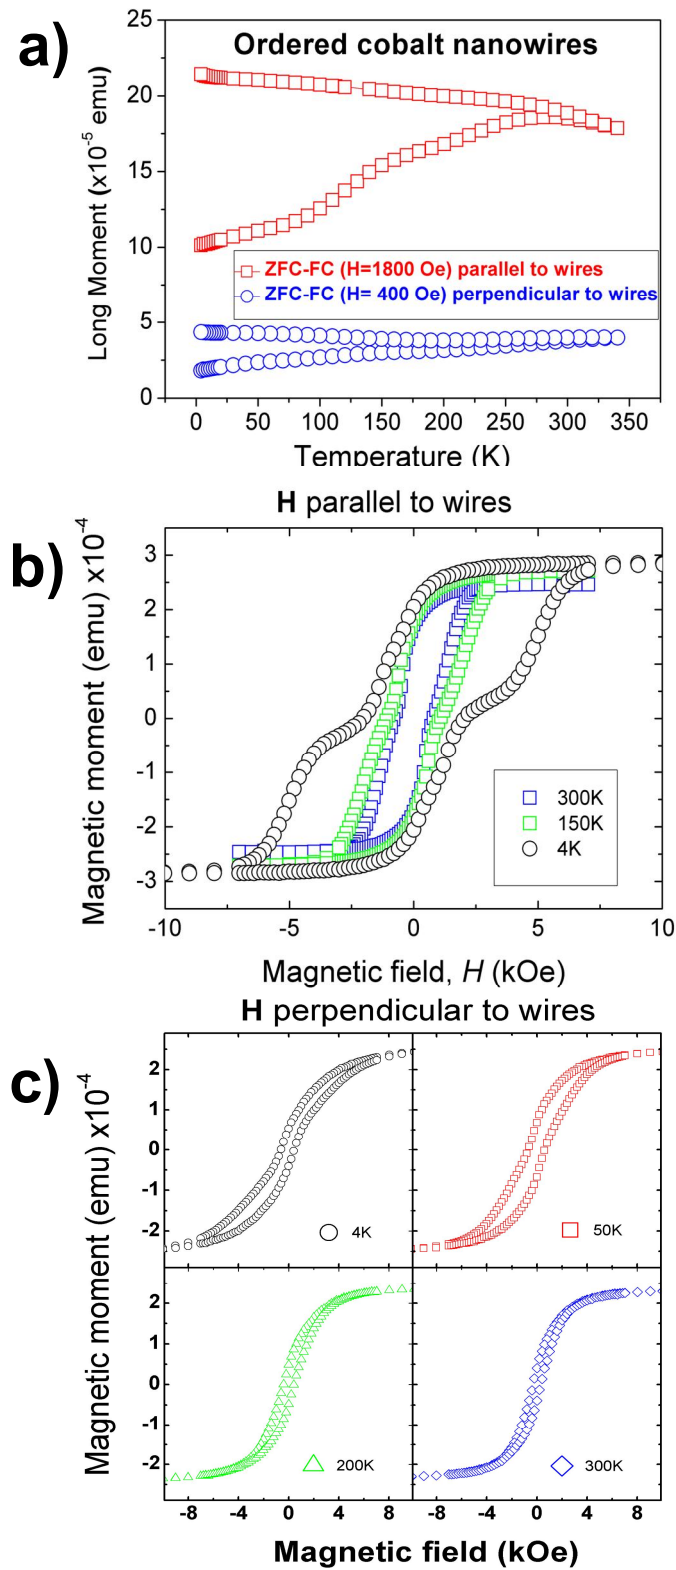 a)
Ordered cobalt nanowires
Long Moment (x10⁻⁵ emu)
25
20
15
10
5
0
ZFC-FC (H=1800 Oe) parallel to wires
ZFC-FC (H= 400 Oe) perpendicular to wires
0 50 100 150 200 250 300 350
Temperature (K)
H parallel to wires
b)
Magnetic moment (emu) x10⁻⁴
3
2
1
0
-1
-2
-3
300K
150K
4K
-10 -5 0 5 10
Magnetic field, H (kOe)
H perpendicular to wires
c)
Magnetic moment (emu) x10⁻⁴
2
1
0
-1
-2
4K
50K
2
1
0
-1
-2
200K
300K
-8 -4 0 4 8 -8 -4 0 4 8
Magnetic field (kOe)